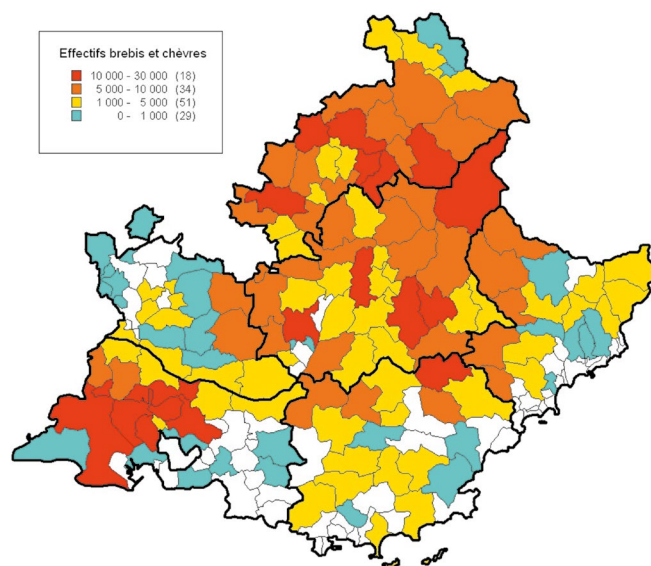 Effectifs brebis et chèvres
10 000 - 30 000 (18)
5 000 - 10 000 (34)
1 000 - 5 000 (51)
0 - 1 000 (29)